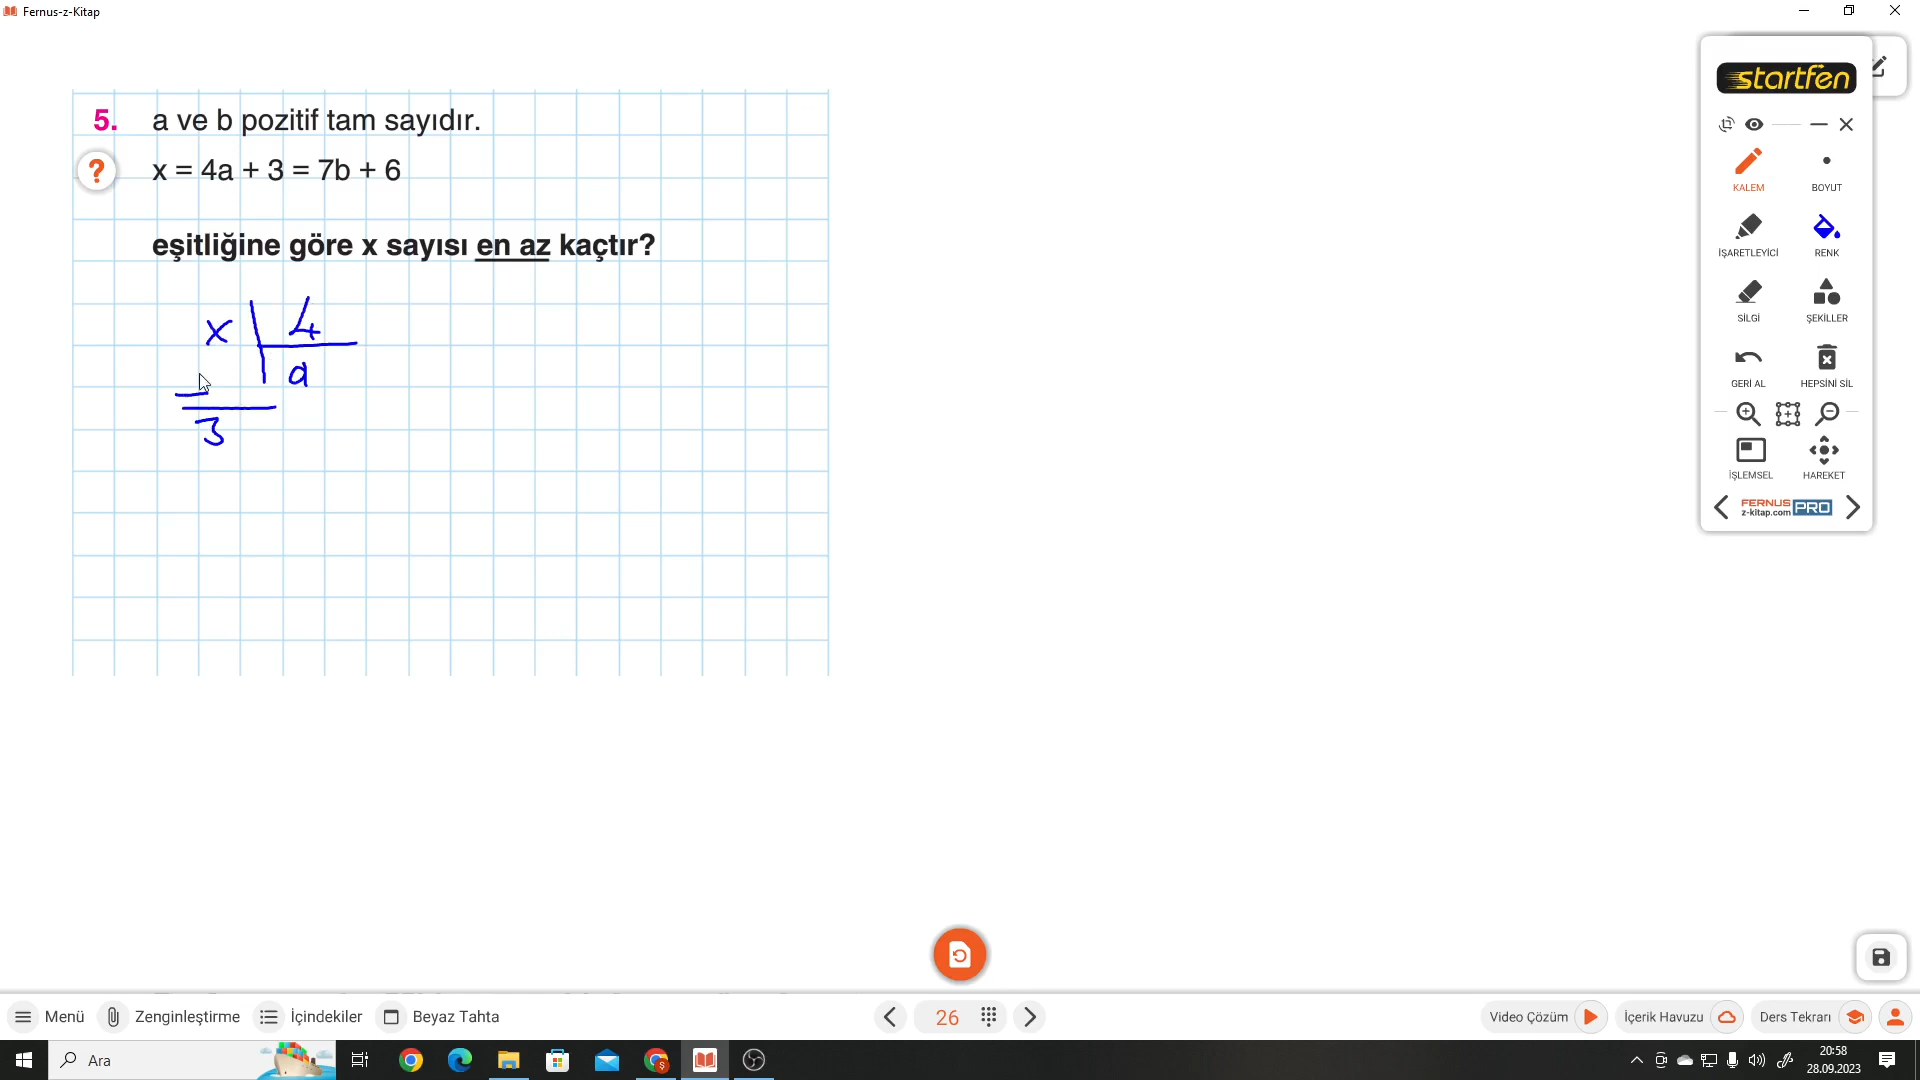 Fernus-z-Kitap
startfen
5. a ve b pozitif tam sayıdır.
?
x = 4a + 3 = 7b + 6
KALEM
BOYUT
eşitliğine göre x sayısı en az kaçtır?
İŞARETLEYİCİ
RENK
x 4
a
3
SİLGİ
ŞEKİLLER
GERİ AL
HEPSİNİ SİL
İŞLEMSEL
HAREKET
FERNUS
z-kitap.com
PRO
Menü
Zenginleştirme
İçindekiler
Beyaz Tahta
26
Video Çözüm
İçerik Havuzu
Ders Tekrarı
Ara
20:58
28.09.2023